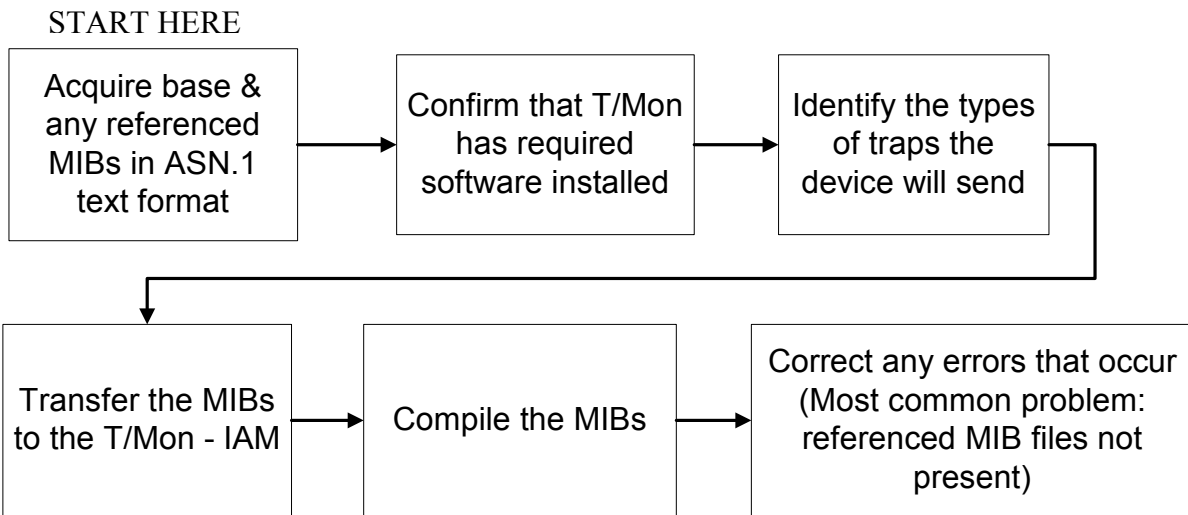 START HERE
Acquire base &
any referenced
MIBs in ASN.1
text format
Confirm that T/Mon
has required
software installed
Identify the types
of traps the
device will send
Transfer the MIBs
to the T/Mon - IAM
Compile the MIBs
Correct any errors that occur
(Most common problem:
referenced MIB files not
present)